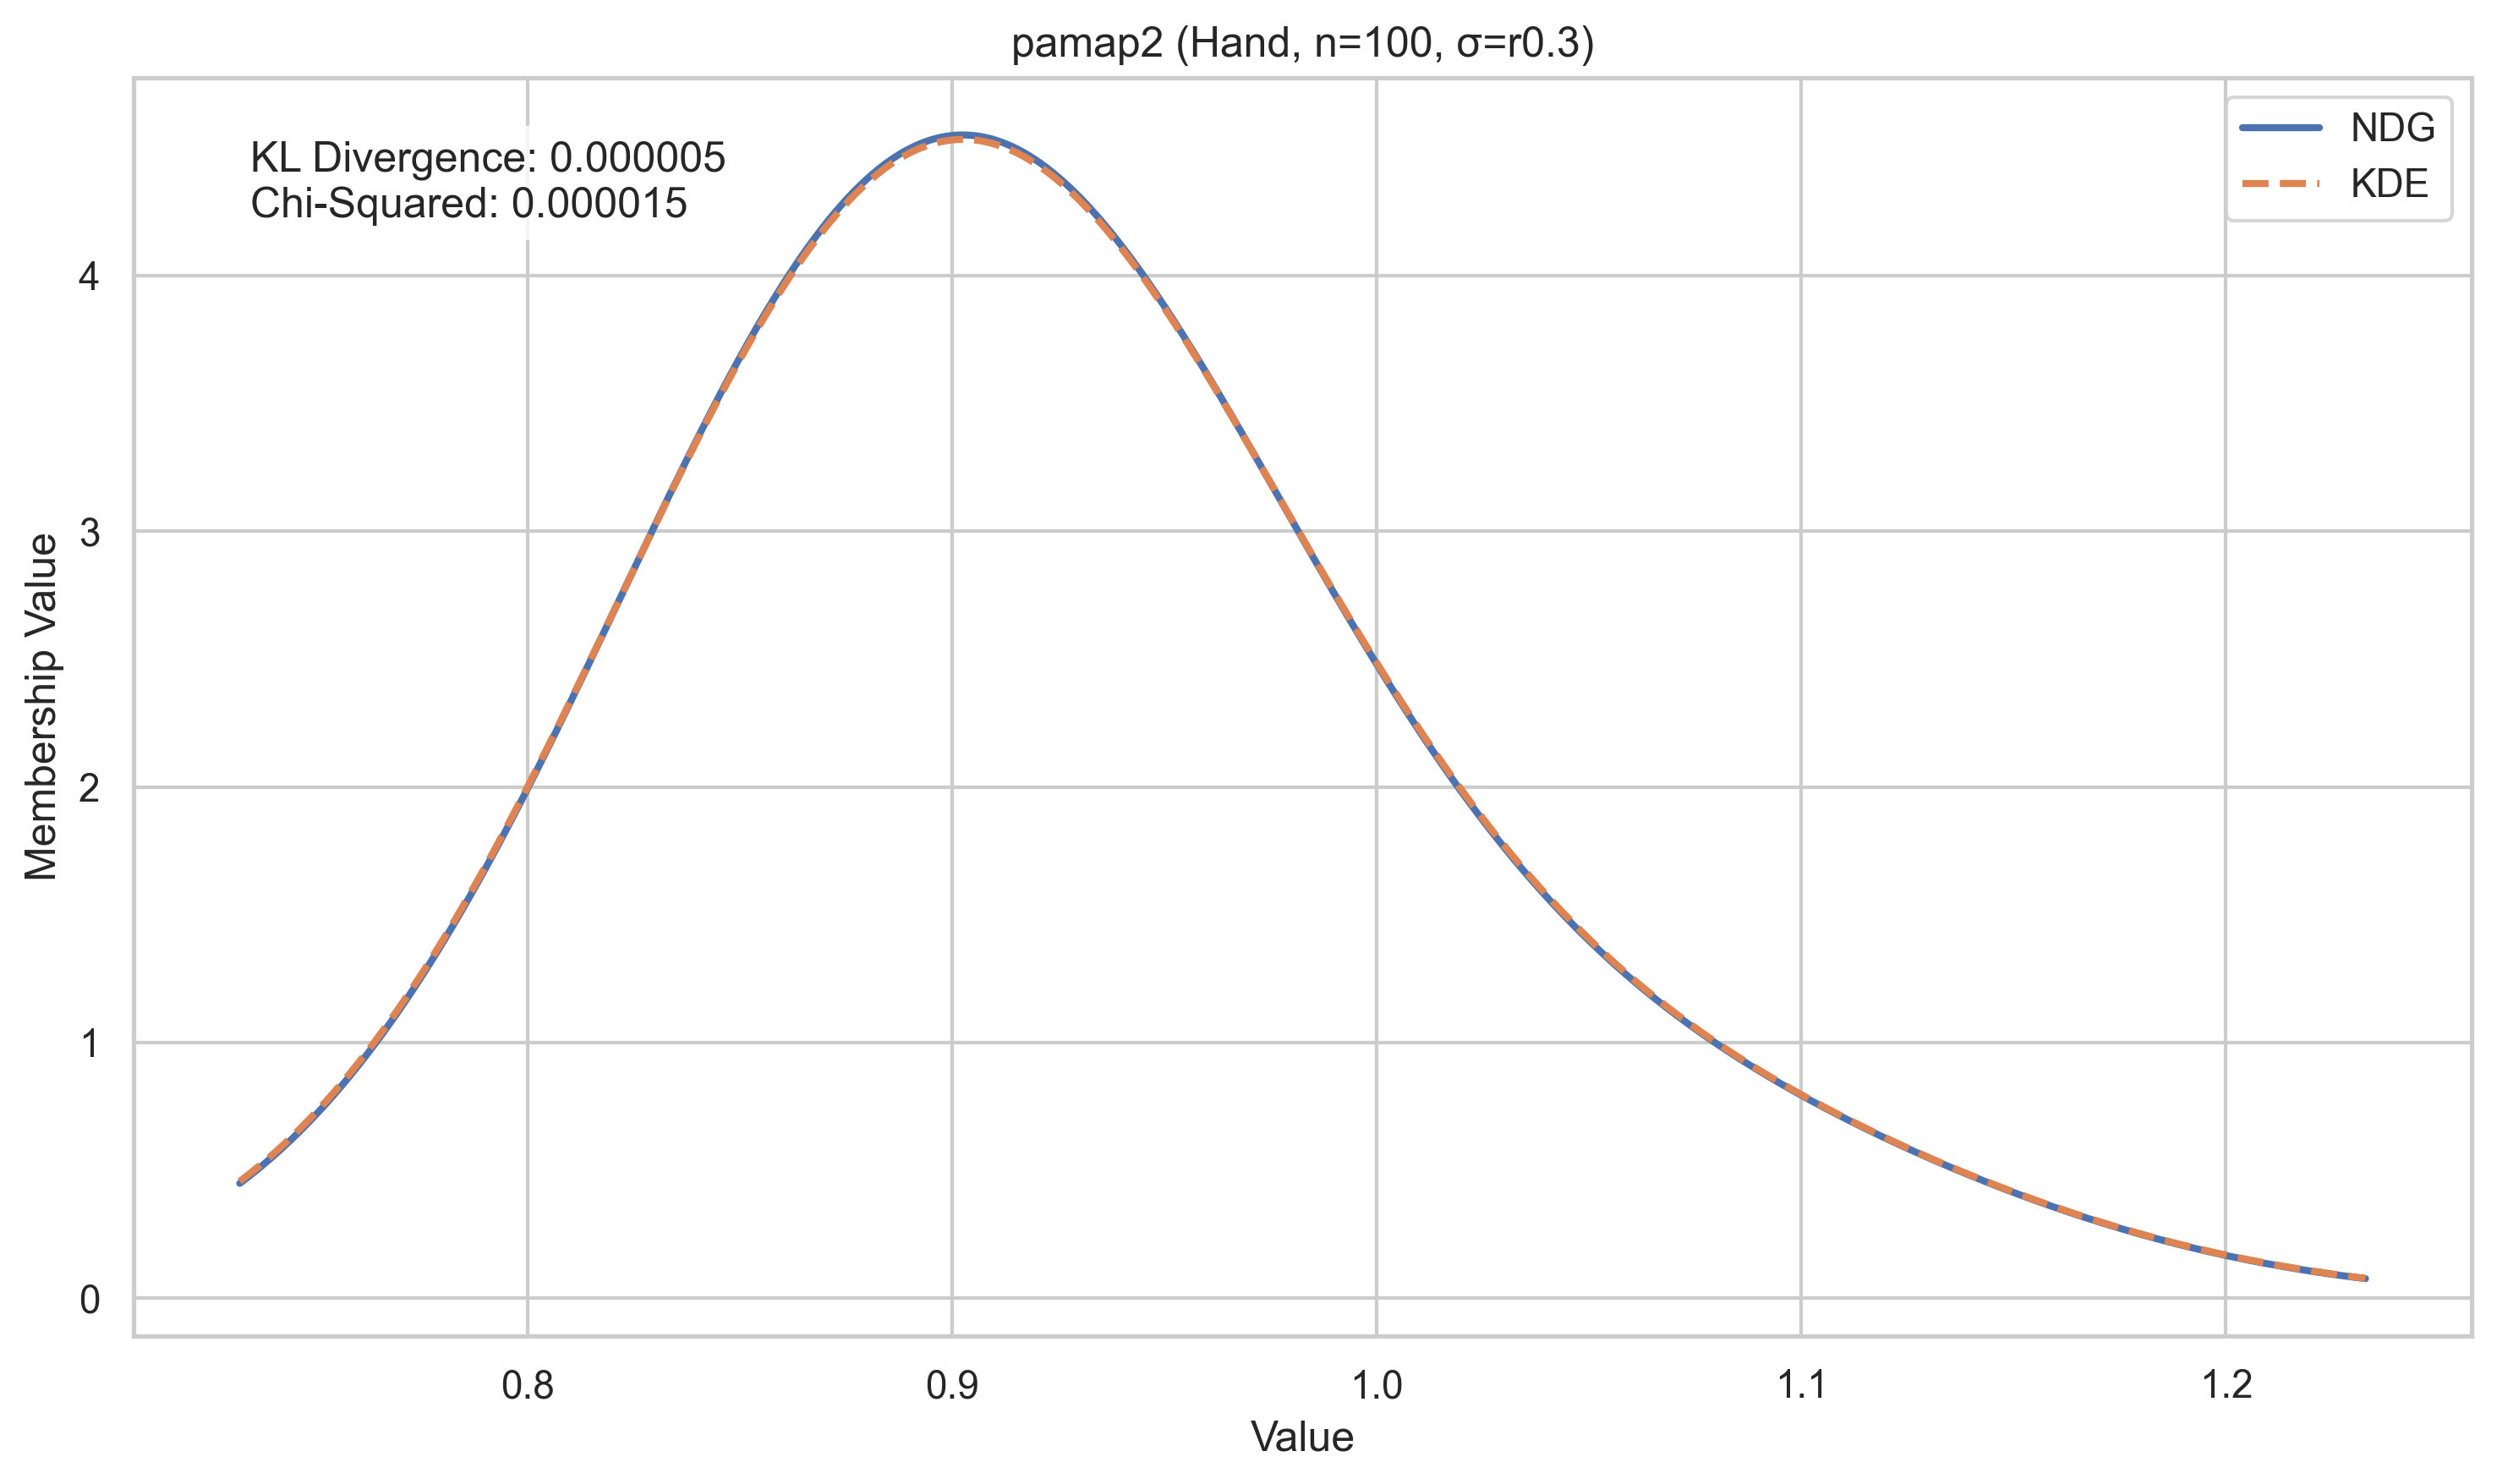 pamap2 (Hand, n=100, σ=r0.3)
KL Divergence: 0.000005
Chi-Squared: 0.000015
NDG
KDE
4
3
2
1
0
Membership Value
0.8
0.9
1.0
1.1
1.2
Value